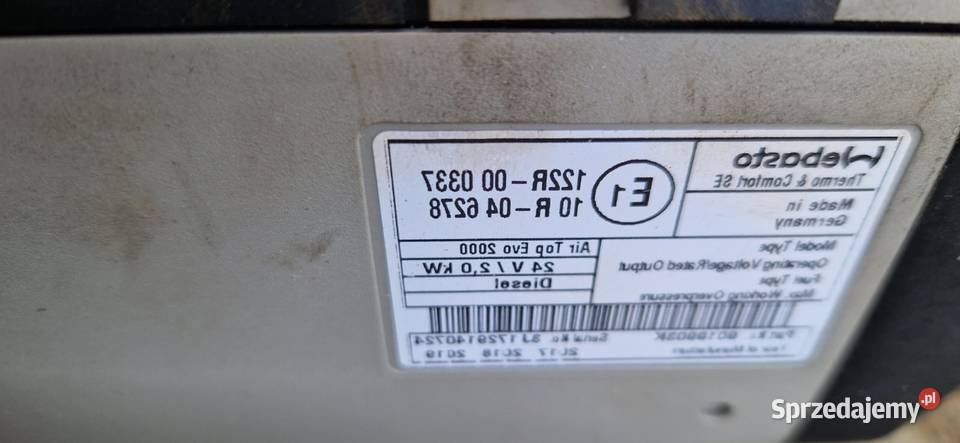 Webasto
Thermo & Comfort SE
Made in
Germany
E1
122R – 00 0337
10 R – 04 6278
Model Type
Air Top Evo 2000
Operating Voltage/Rated Output
24 V / 2,0 kW
Fuel Type
Diesel
Max. Working Overpressure
Serial No. SJ1729140724
Year of Manufacture
2017 2018 2019
Sprzedajemy.pl